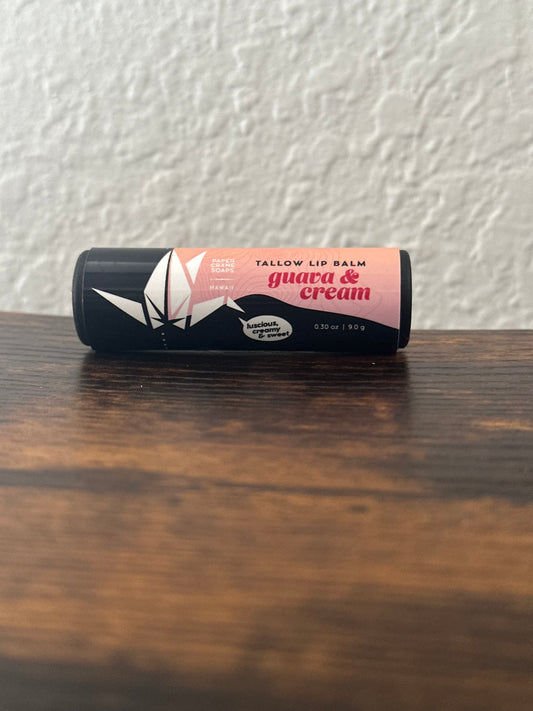 PAPER
CRANE
SOAPS
HAWAII
TALLOW LIP BALM
guava &
cream
luscious,
creamy
& sweet
0.30 oz | 9.0 g